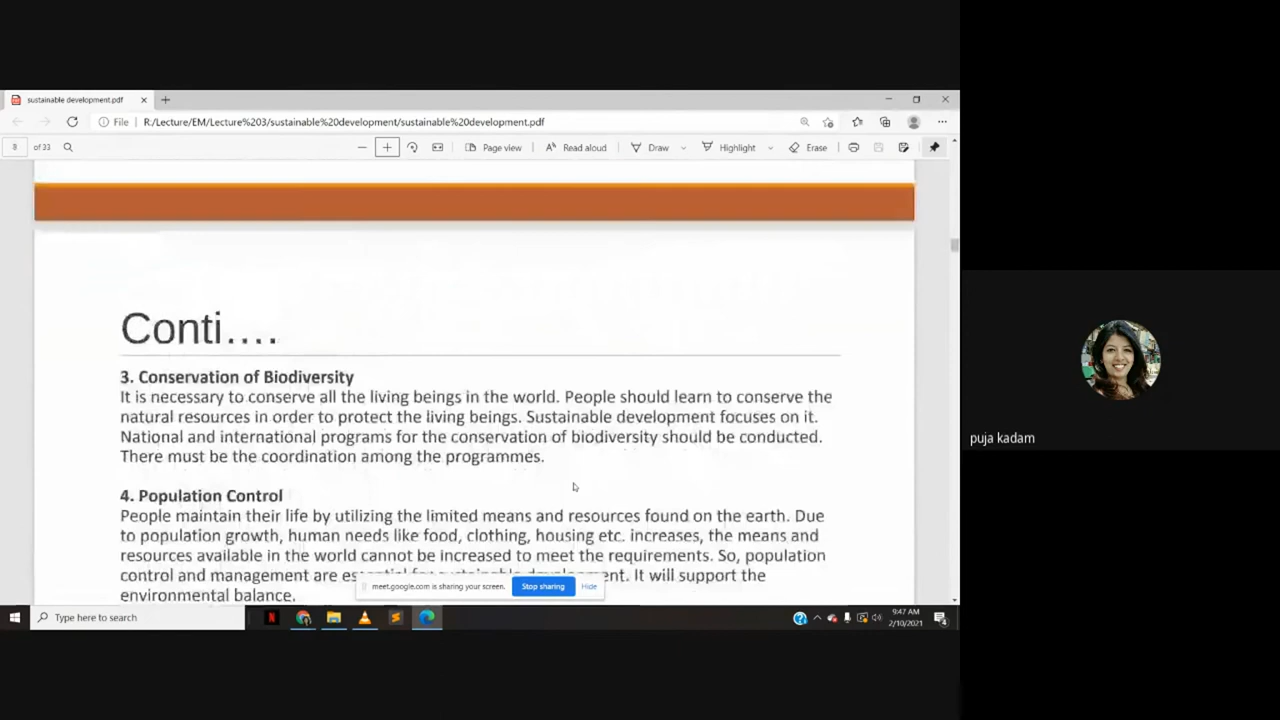 sustainable development.pdf
File
R:/Lecture/EM/Lecture%203/sustainable%20development/sustainable%20development.pdf
8 of 33
Page view
Read aloud
Draw
Highlight
Erase
Conti....
3. Conservation of Biodiversity
It is necessary to conserve all the living beings in the world. People should learn to conserve the
natural resources in order to protect the living beings. Sustainable development focuses on it.
National and international programs for the conservation of biodiversity should be conducted.
There must be the coordination among the programmes.
4. Population Control
People maintain their life by utilizing the limited means and resources found on the earth. Due
to population growth, human needs like food, clothing, housing etc. increases, the means and
resources available in the world cannot be increased to meet the requirements. So, population
control and management are essential for sustainable development. It will support the
environmental balance.
meet.google.com is sharing your screen.
Stop sharing
Hide
Type here to search
9:47 AM
2/10/2021
puja kadam